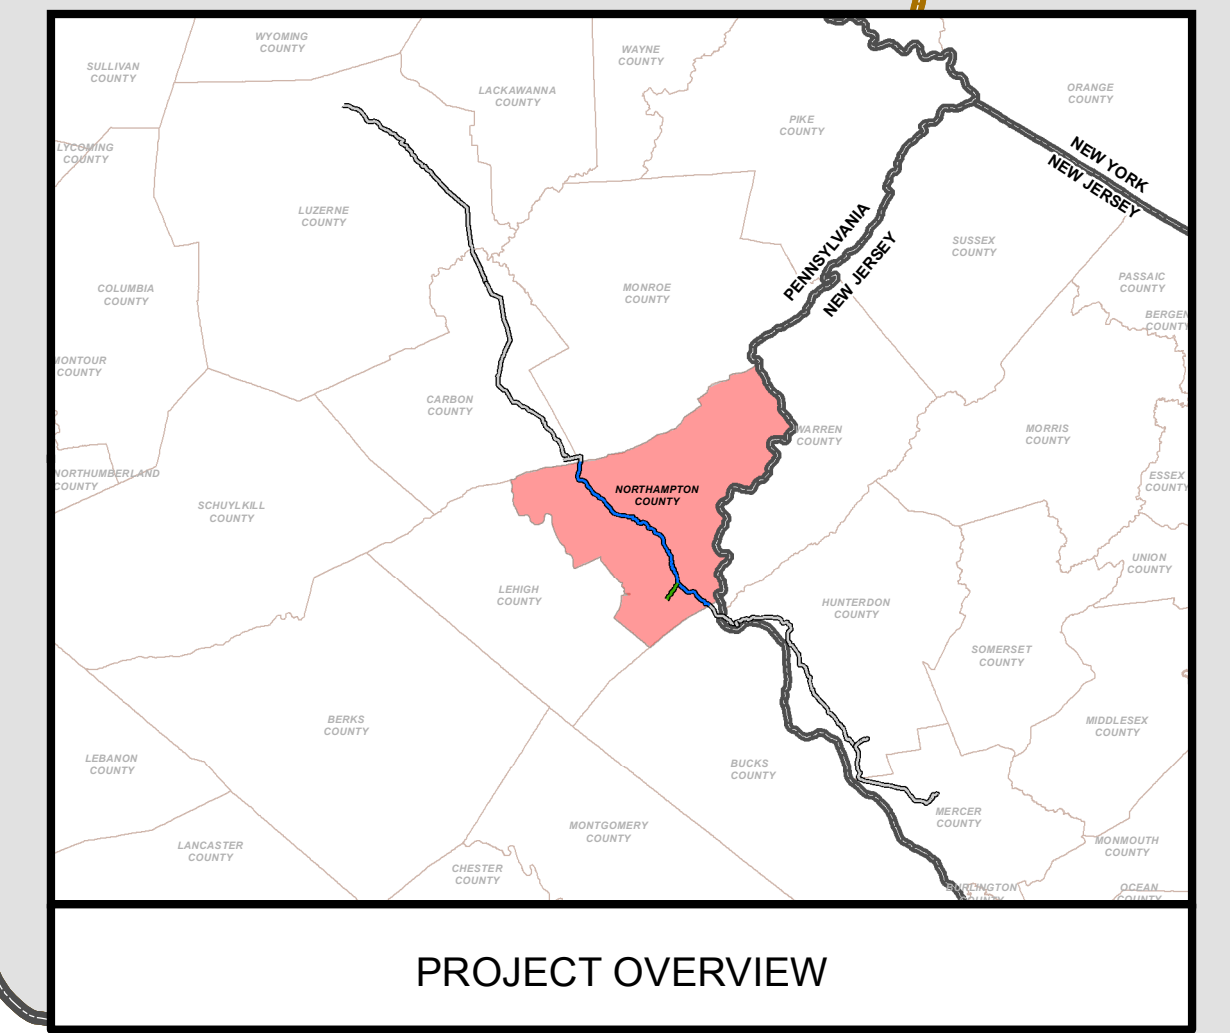 WYOMING
COUNTY
SULLIVAN
COUNTY
WAYNE
COUNTY
LACKAWANNA
COUNTY
ORANGE
COUNTY
PIKE
COUNTY
LYCOMING
COUNTY
NEW YORK
NEW JERSEY
LUZERNE
COUNTY
PENNSYLVANIA
NEW JERSEY
SUSSEX
COUNTY
PASSAIC
COUNTY
COLUMBIA
COUNTY
MONROE
COUNTY
BERGEN
COUNTY
MONTOUR
COUNTY
CARBON
COUNTY
WARREN
COUNTY
MORRIS
COUNTY
NORTHUMBERLAND
COUNTY
NORTHAMPTON
COUNTY
ESSEX
COUNTY
SCHUYLKILL
COUNTY
UNION
COUNTY
LEHIGH
COUNTY
HUNTERDON
COUNTY
SOMERSET
COUNTY
BERKS
COUNTY
MIDDLESEX
COUNTY
LEBANON
COUNTY
BUCKS
COUNTY
MERCER
COUNTY
MONTGOMERY
COUNTY
LANCASTER
COUNTY
MONMOUTH
COUNTY
CHESTER
COUNTY
BURLINGTON
COUNTY
OCEAN
COUNTY
PROJECT OVERVIEW